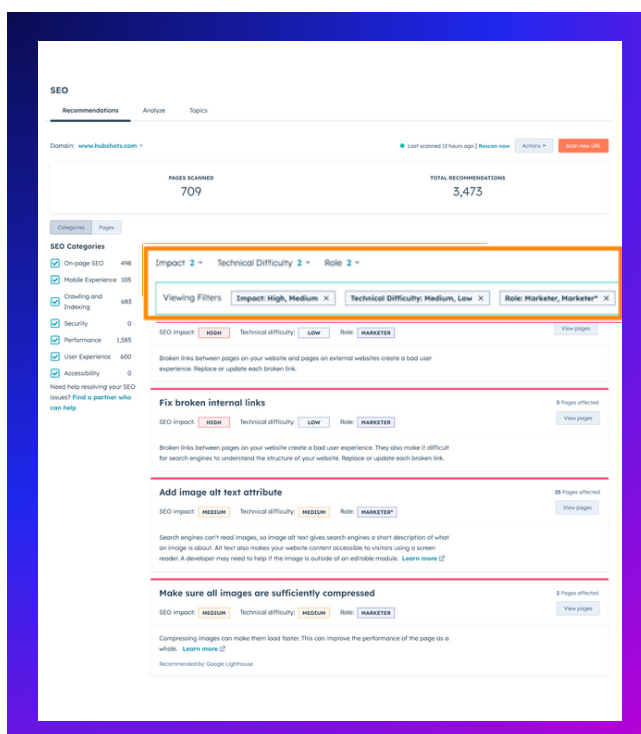 SEO
Recommendations Analyze Topics
Domain: www.hubshots.com
Last scanned 12 hours ago | Rescan now Actions Scan new URL
PAGES SCANNED
709
TOTAL RECOMMENDATIONS
3,473
Categories Pages
SEO Categories
On-page SEO 498
Mobile Experience 105
Crawling and
Indexing 683
Security 0
Performance 1,585
User Experience 600
Accessibility 0
Need help resolving your SEO
issues? Find a partner who
can help
Impact 2 Technical Difficulty 2 Role 2
Viewing Filters Impact: High, Medium X Technical Difficulty: Medium, Low X Role: Marketer, Marketer* X
SEO impact: HIGH Technical difficulty: LOW Role: MARKETER
View pages
Broken links between pages on your website and pages on external websites create a bad user
experience. Replace or update each broken link.
Fix broken internal links
5 Pages affected
SEO impact: HIGH Technical difficulty: LOW Role: MARKETER
View pages
Broken links between pages on your website create a bad user experience. They also make it difficult
for search engines to understand the structure of your website. Replace or update each broken link.
Add image alt text attribute
SEO impact: MEDIUM Technical difficulty: MEDIUM Role: MARKETER*
Pages affected
View pages
Search engines can't read images, so image alt text gives search engines a short description of what
an image is about. Alt text also makes your website content accessible to visitors using a screen
reader. A developer may need to help if the image is outside of an editable module. Learn more
Make sure all images are sufficiently compressed
2 Pages affected
SEO impact: MEDIUM Technical difficulty: MEDIUM Role: MARKETER
View pages
Compressing images can make them load faster. This can improve the performance of the page as a
whole. Learn more
Recommended by: Google Lighthouse